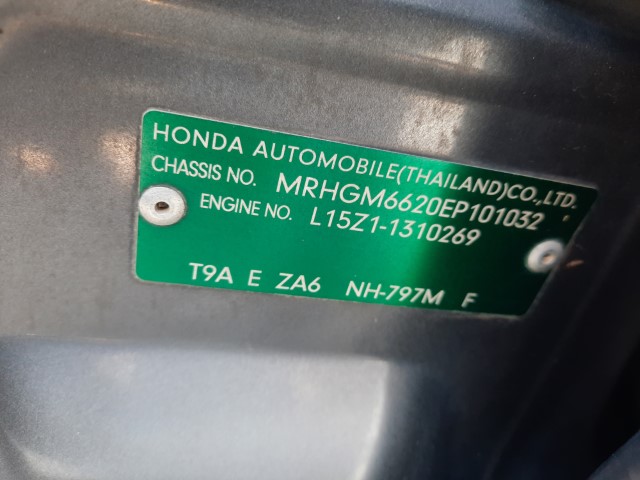 HONDA AUTOMOBILE(THAILAND)CO.,LTD.
CHASSIS NO. MRHGM6620EP101032
ENGINE NO. L15Z1-1310269
T9A E ZA6 NH-797M F